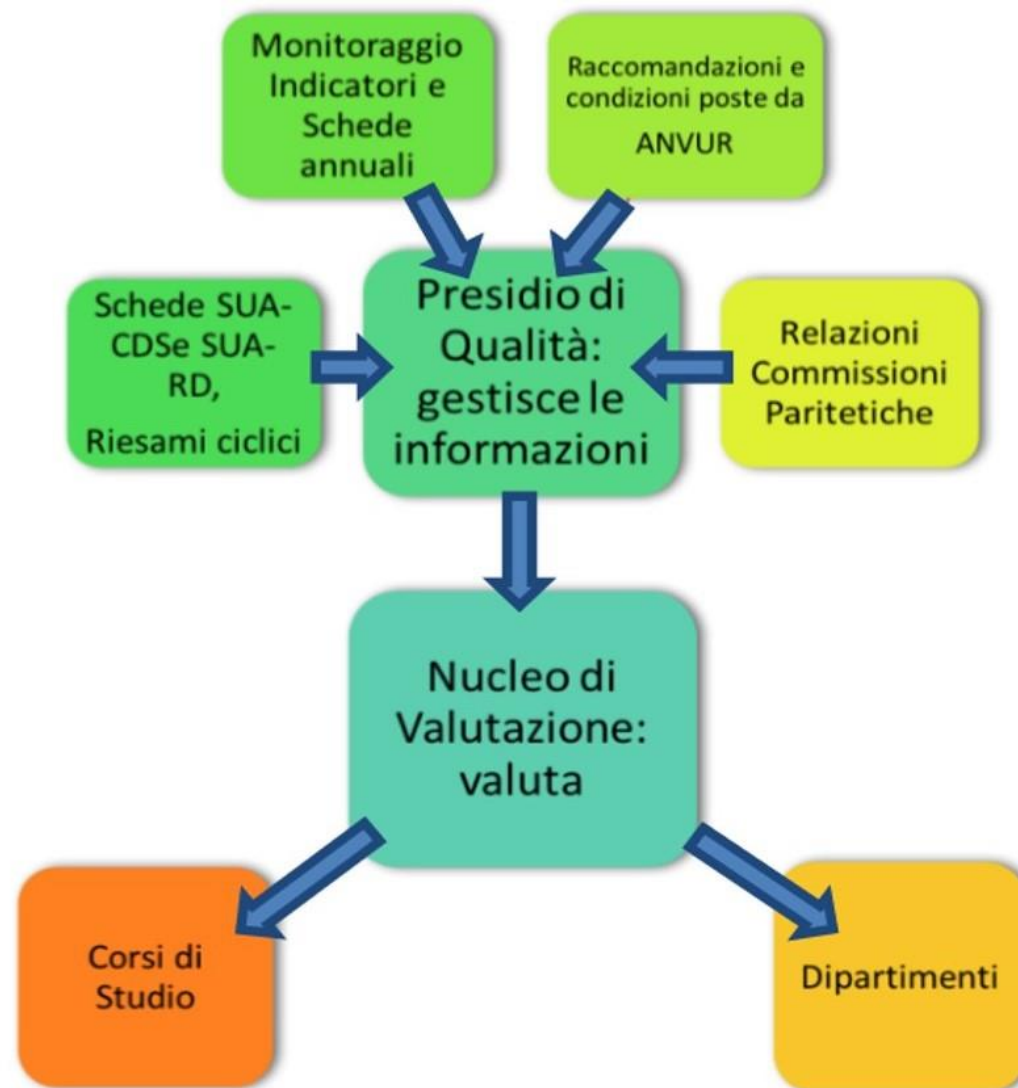 Monitoraggio
Indicatori e
Schede
annuali
Raccomandazioni e
condizioni poste da
ANVUR
Schede SUA-
CDSe SUA-
RD,
Riesami ciclici
Presidio di
Qualità:
gestisce le
informazioni
Relazioni
Commissioni
Paritetiche
Nucleo di
Valutazione:
valuta
Corsi di
Studio
Dipartimenti